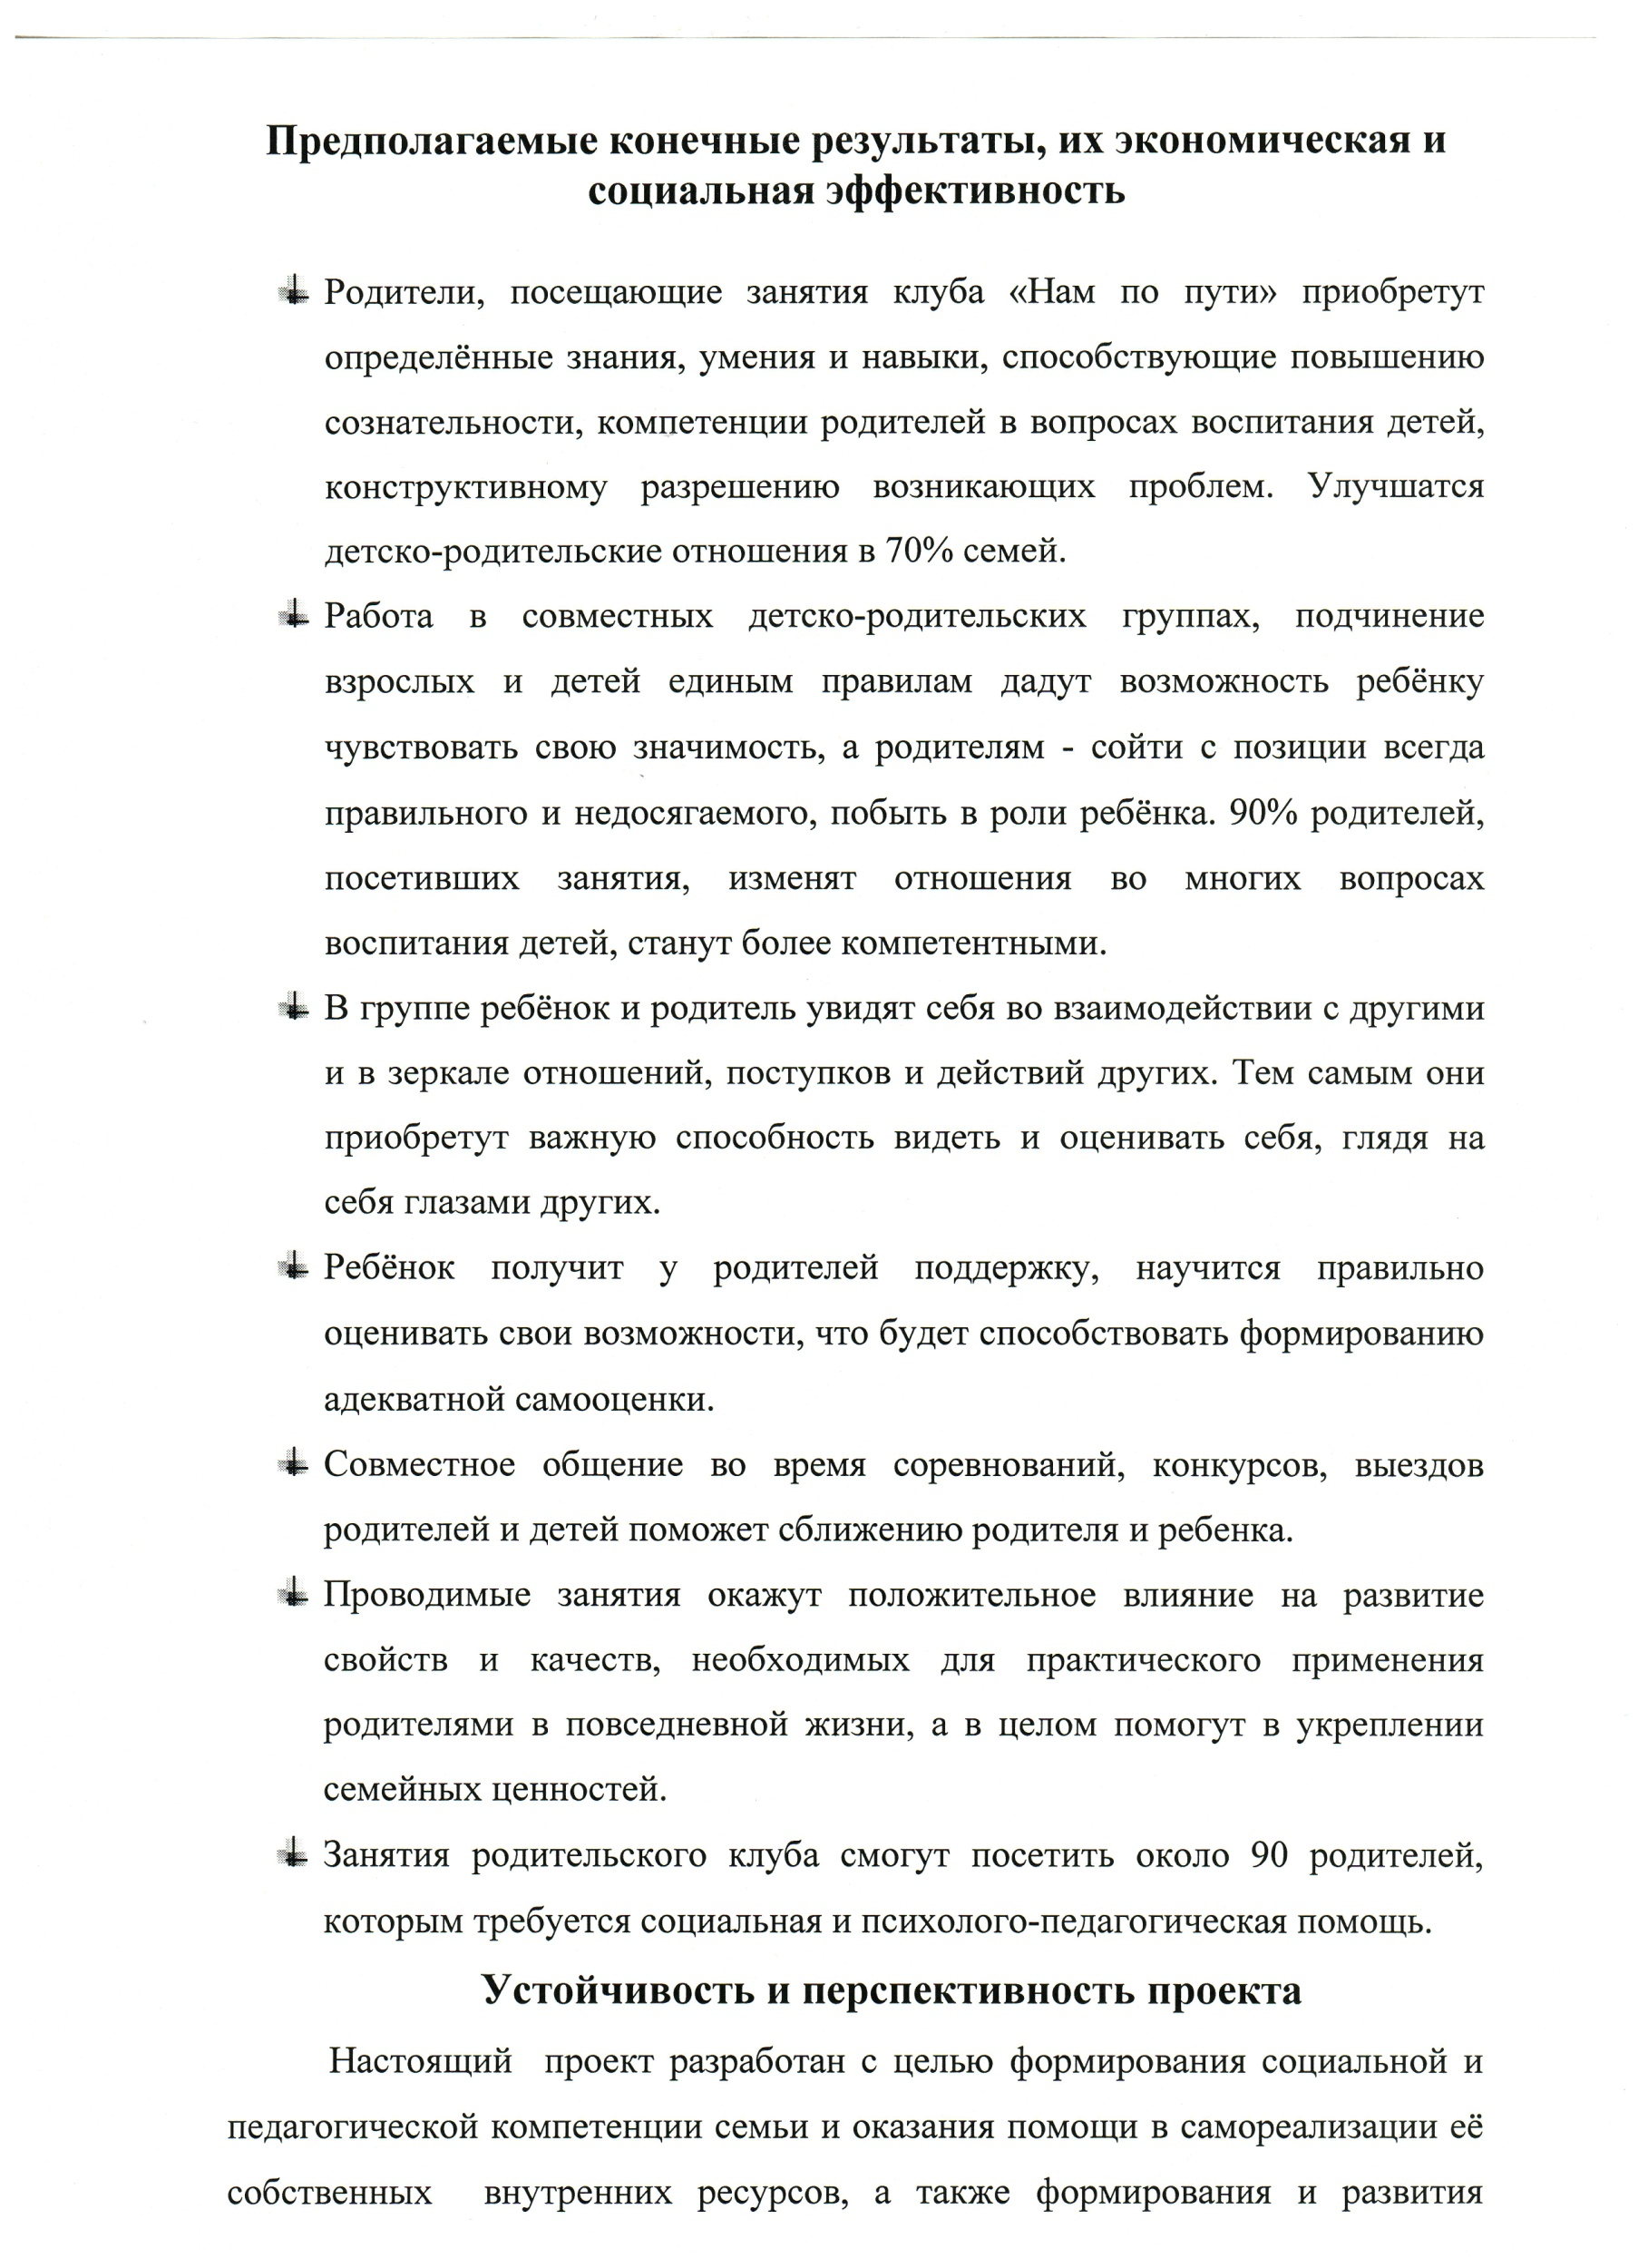 Предполагаемые конечные результаты, их экономическая и
социальная эффективность
Родители, посещающие занятия клуба «Нам по пути» приобретут
определённые знания, умения и навыки, способствующие повышению
сознательности, компетенции родителей в вопросах воспитания детей,
конструктивному разрешению возникающих проблем. Улучшатся
детско-родительские отношения в 70% семей.
Работа в совместных детско-родительских группах, подчинение
взрослых и детей единым правилам дадут возможность ребёнку
чувствовать свою значимость, а родителям - сойти с позиции всегда
правильного и недосягаемого, побыть в роли ребёнка. 90% родителей,
посетивших занятия, изменят отношения во многих вопросах
воспитания детей, станут более компетентными.
В группе ребёнок и родитель увидят себя во взаимодействии с другими
и в зеркале отношений, поступков и действий других. Тем самым они
приобретут важную способность видеть и оценивать себя, глядя на
себя глазами других.
Ребёнок получит у родителей поддержку, научится правильно
оценивать свои возможности, что будет способствовать формированию
адекватной самооценки.
Совместное общение во время соревнований, конкурсов, выездов
родителей и детей поможет сближению родителя и ребенка.
Проводимые занятия окажут положительное влияние на развитие
свойств и качеств, необходимых для практического применения
родителями в повседневной жизни, а в целом помогут в укреплении
семейных ценностей.
Занятия родительского клуба смогут посетить около 90 родителей,
которым требуется социальная и психолого-педагогическая помощь.
Устойчивость и перспективность проекта
Настоящий проект разработан с целью формирования социальной и
педагогической компетенции семьи и оказания помощи в самореализации её
собственных внутренних ресурсов, а также формирования и развития